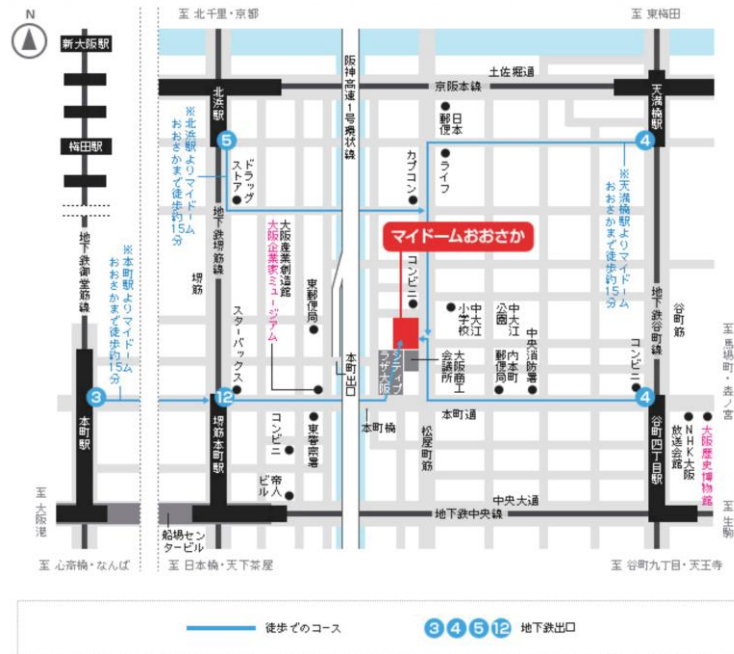 N
至 北千里・京都
至 東梅田
新大阪駅
梅田駅
北浜駅
阪神高速1号環状線
土佐堀通
京阪本線
天満橋駅
日本
郵便
ライフ
カプコン
5
4
※北浜駅よりマイドーム
おおさかまで徒歩約15分
ドラッグ
ストア
※天満橋駅よりマイドーム
おおさかまで徒歩約15分
マイドームおおさか
地下鉄御堂筋線
※本町駅よりマイドーム
おおさかまで徒歩約15分
地下鉄堺筋線
堺筋
大阪産業創造館
大阪企業家ミュージアム
東郵便局
コンビニ
中大江
小学校
中大江
公園
中央消防署
内本町
郵便局
大阪商工
会議所
シティプ
ラザ大阪
地下鉄谷町線
谷町筋
コンビニ
至 馬場町・森ノ宮
スターバックス
本町出口
3
12
4
本町駅
堺筋本町駅
コンビニ
東警察署
本町橋
松屋町筋
本町通
谷町四丁目駅
NHK大阪
放送会館
大阪歴史博物館
帝人
ビル
中央大通
地下鉄中央線
至 大阪港
至 生駒
船場セン
タービル
至 心斎橋・なんば
至 日本橋・天下茶屋
至 谷町九丁目・天王寺
徒歩でのコース
3 4 5 12 地下鉄出口